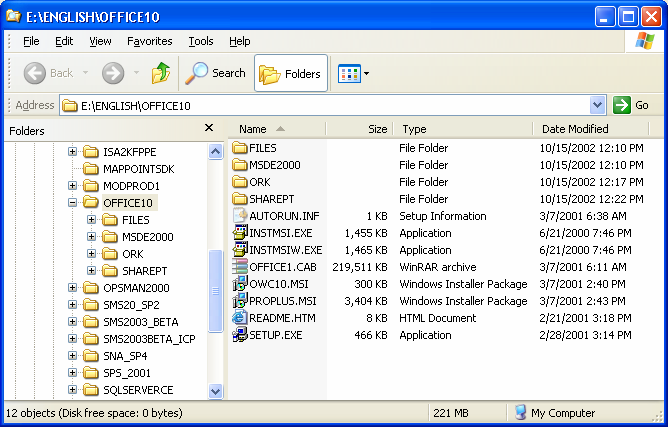 E:\ENGLISH\OFFICE10
File Edit View Favorites Tools Help
Back Search Folders
Address E:\ENGLISH\OFFICE10 Go
Folders
ISA2KFPPE
MAPPOINTSDK
MODPROD1
OFFICE10
FILES
MSDE2000
ORK
SHAREPT
OPSMAN2000
SMS20_SP2
SMS2003_BETA
SMS2003BETA_ICP
SNA_SP4
SPS_2001
SQLSERVERCE
Name Size Type Date Modified
FILES File Folder 10/15/2002 12:10 PM
MSDE2000 File Folder 10/15/2002 12:10 PM
ORK File Folder 10/15/2002 12:17 PM
SHAREPT File Folder 10/15/2002 12:22 PM
AUTORUN.INF 1 KB Setup Information 3/7/2001 6:38 AM
INSTMSI.EXE 1,455 KB Application 6/21/2000 7:46 PM
INSTMSIW.EXE 1,465 KB Application 6/21/2000 7:46 PM
OFFICE1.CAB 219,511 KB WinRAR archive 3/7/2001 6:11 AM
OWC10.MSI 300 KB Windows Installer Package 3/7/2001 2:40 PM
PROPLUS.MSI 3,404 KB Windows Installer Package 3/7/2001 2:43 PM
README.HTM 8 KB HTML Document 2/21/2001 3:18 PM
SETUP.EXE 466 KB Application 2/28/2001 3:14 PM
12 objects (Disk free space: 0 bytes) 221 MB My Computer